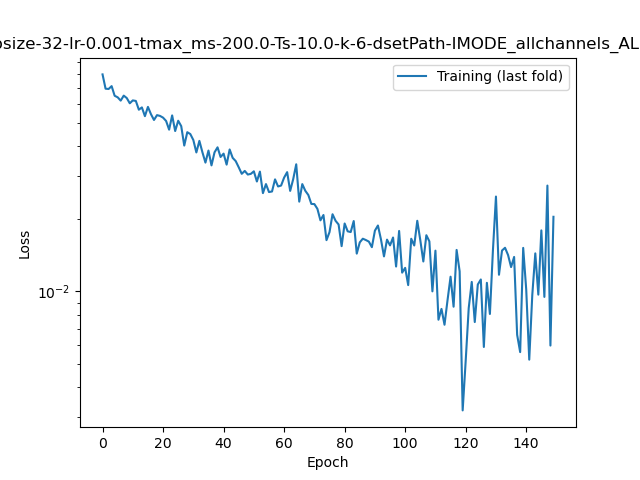 size-32-lr-0.001-tmax_ms-200.0-Ts-10.0-k-6-dsetPath-IMODE_allchannels_AL
Training (last fold)
Loss
10⁻²
0 20 40 60 80 100 120 140
Epoch